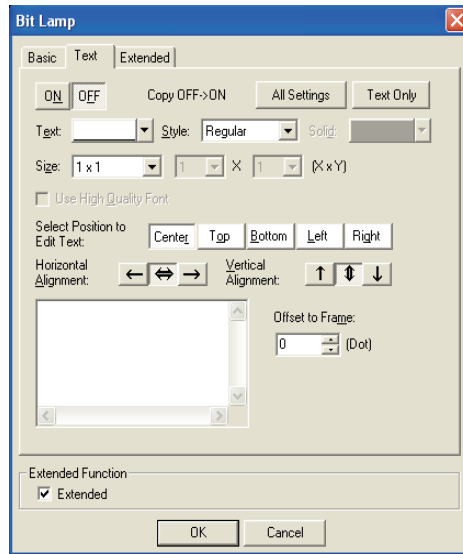 Bit Lamp
Basic Text Extended
ON OFF Copy OFF->ON All Settings Text Only
Text: Style: Regular Solid:
Size: 1 x 1 1 X 1 (X x Y)
Use High Quality Font
Select Position to
Edit Text: Center Top Bottom Left Right
Horizontal
Alignment:
Vertical
Alignment:
Offset to Frame:
0 (Dot)
Extended Function
Extended
OK Cancel